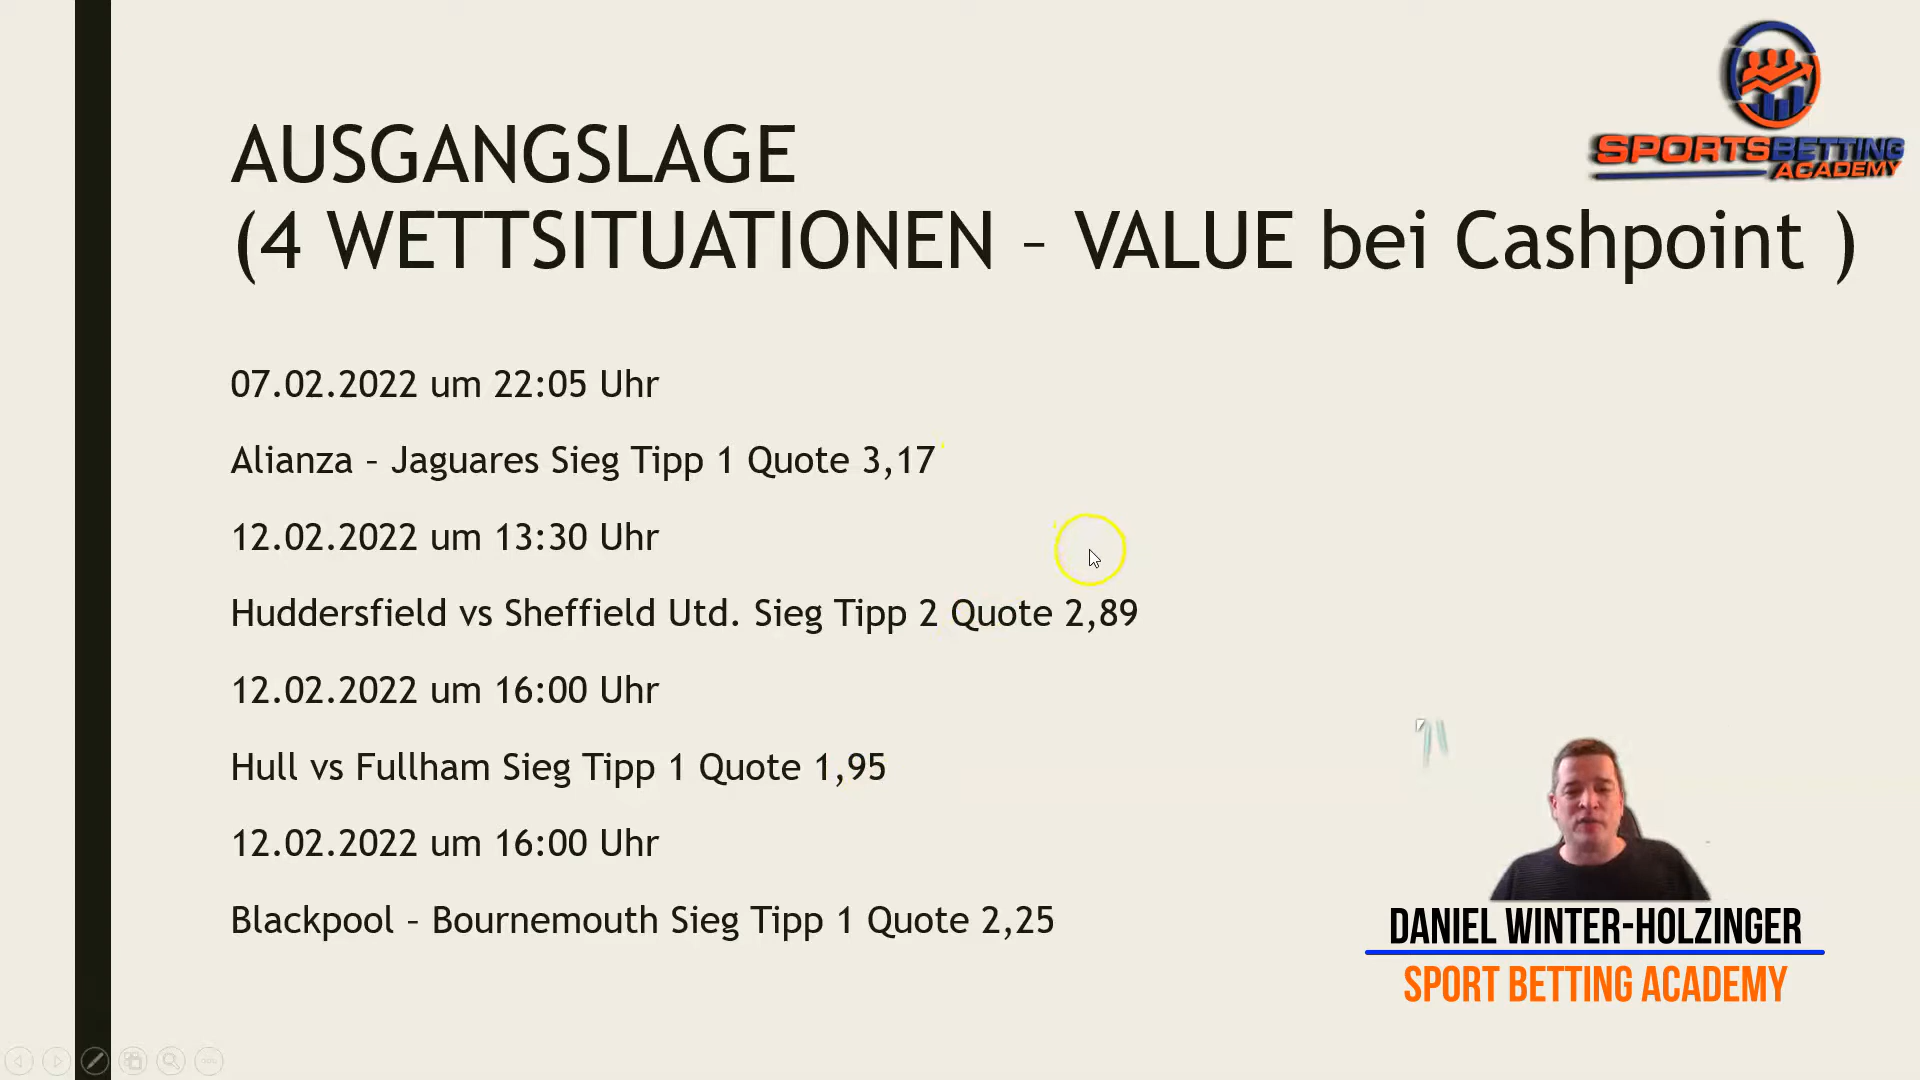 SPORTSBETTING
ACADEMY
AUSGANGSLAGE
(4 WETTSITUATIONEN – VALUE bei Cashpoint )
07.02.2022 um 22:05 Uhr
Alianza – Jaguares Sieg Tipp 1 Quote 3,17
12.02.2022 um 13:30 Uhr
Huddersfield vs Sheffield Utd. Sieg Tipp 2 Quote 2,89
12.02.2022 um 16:00 Uhr
Hull vs Fullham Sieg Tipp 1 Quote 1,95
12.02.2022 um 16:00 Uhr
Blackpool – Bournemouth Sieg Tipp 1 Quote 2,25
DANIEL WINTER-HOLZINGER
SPORT BETTING ACADEMY